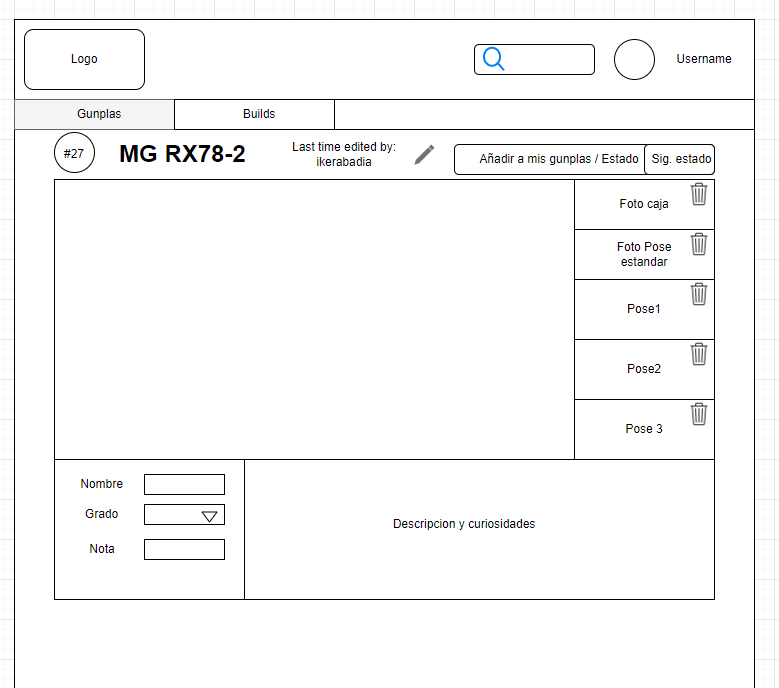 Logo
Username
Gunplas
Builds
#27
MG RX78-2
Last time edited by:
ikerabadia
Añadir a mis gunplas / Estado
Sig. estado
Foto caja
Foto Pose
estandar
Pose1
Pose2
Pose 3
Nombre
Grado
Nota
Descripcion y curiosidades